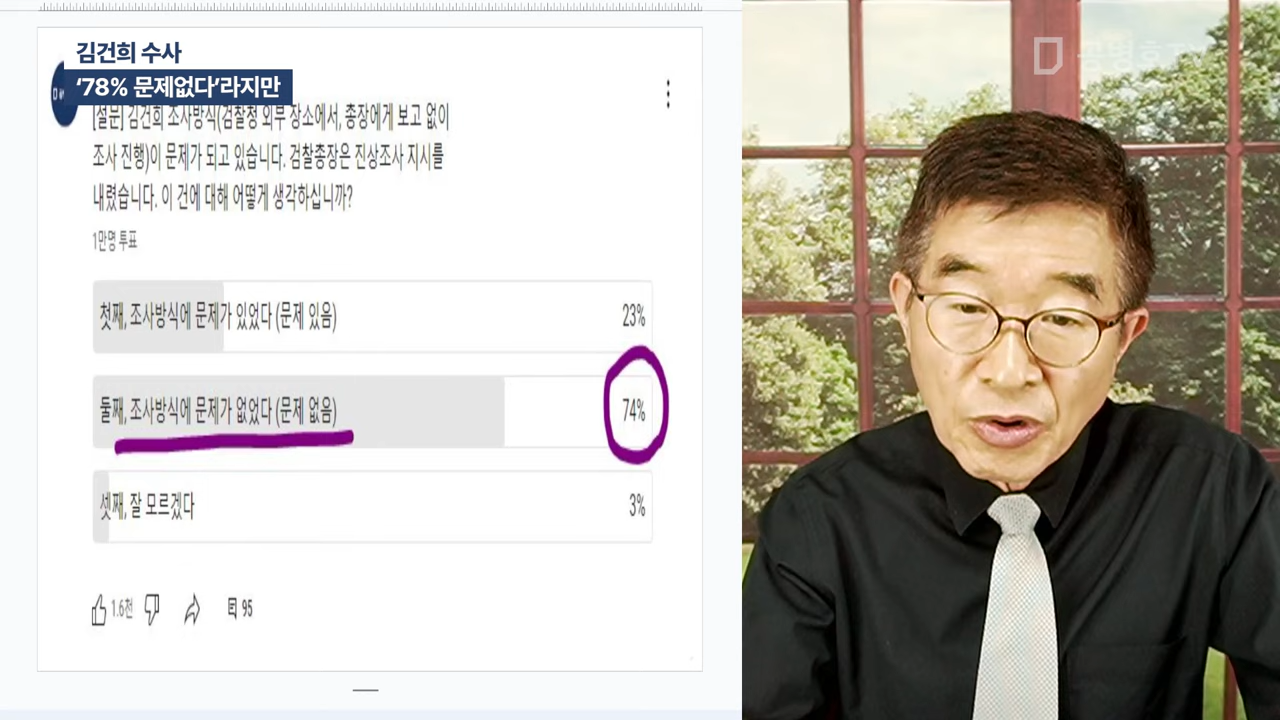 김건희 수사
'78% 문제없다'라지만
[설문] 김건희 조사방식(검찰청 외부 장소에서, 총장에게 보고 없이
조사 진행)이 문제가 되고 있습니다. 검찰총장은 진상조사 지시를
내렸습니다. 이 건에 대해 어떻게 생각하십니까?
1만명 투표
첫째, 조사방식에 문제가 있었다 (문제 있음)
23%
둘째, 조사방식에 문제가 없었다 (문제 없음)
74%
셋째, 잘 모르겠다
3%
1.6천
95
공병호TV